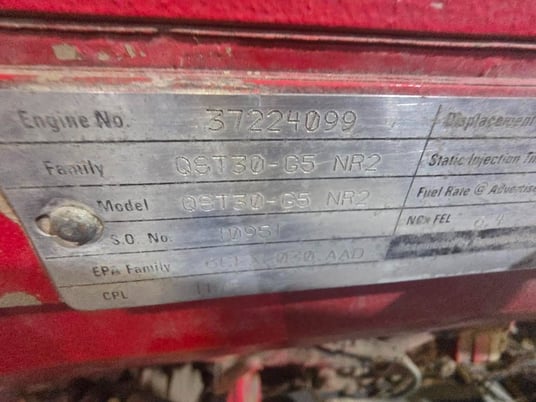 Engine No. 37224099 Displacement
Family QST30-G5 NR2 Static Injection
Model QST30-G5 NR2 Fuel Rate @ Advertise
S.O. No. 10951 NOx FEL
EPA Family
CPL